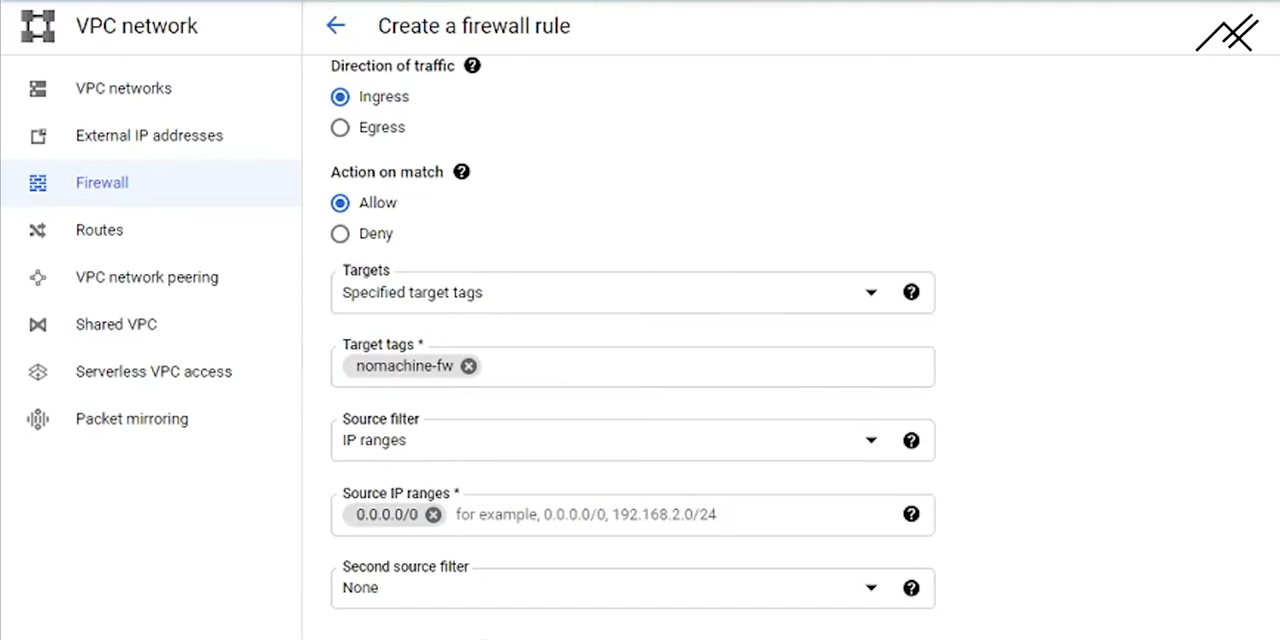 VPC network
Create a firewall rule
VPC networks
External IP addresses
Firewall
Routes
VPC network peering
Shared VPC
Serverless VPC access
Packet mirroring
Direction of traffic
Ingress
Egress
Action on match
Allow
Deny
Targets
Specified target tags
Target tags *
nomachine-fw
Source filter
IP ranges
Source IP ranges *
0.0.0.0/0 for example, 0.0.0.0/0, 192.168.2.0/24
Second source filter
None